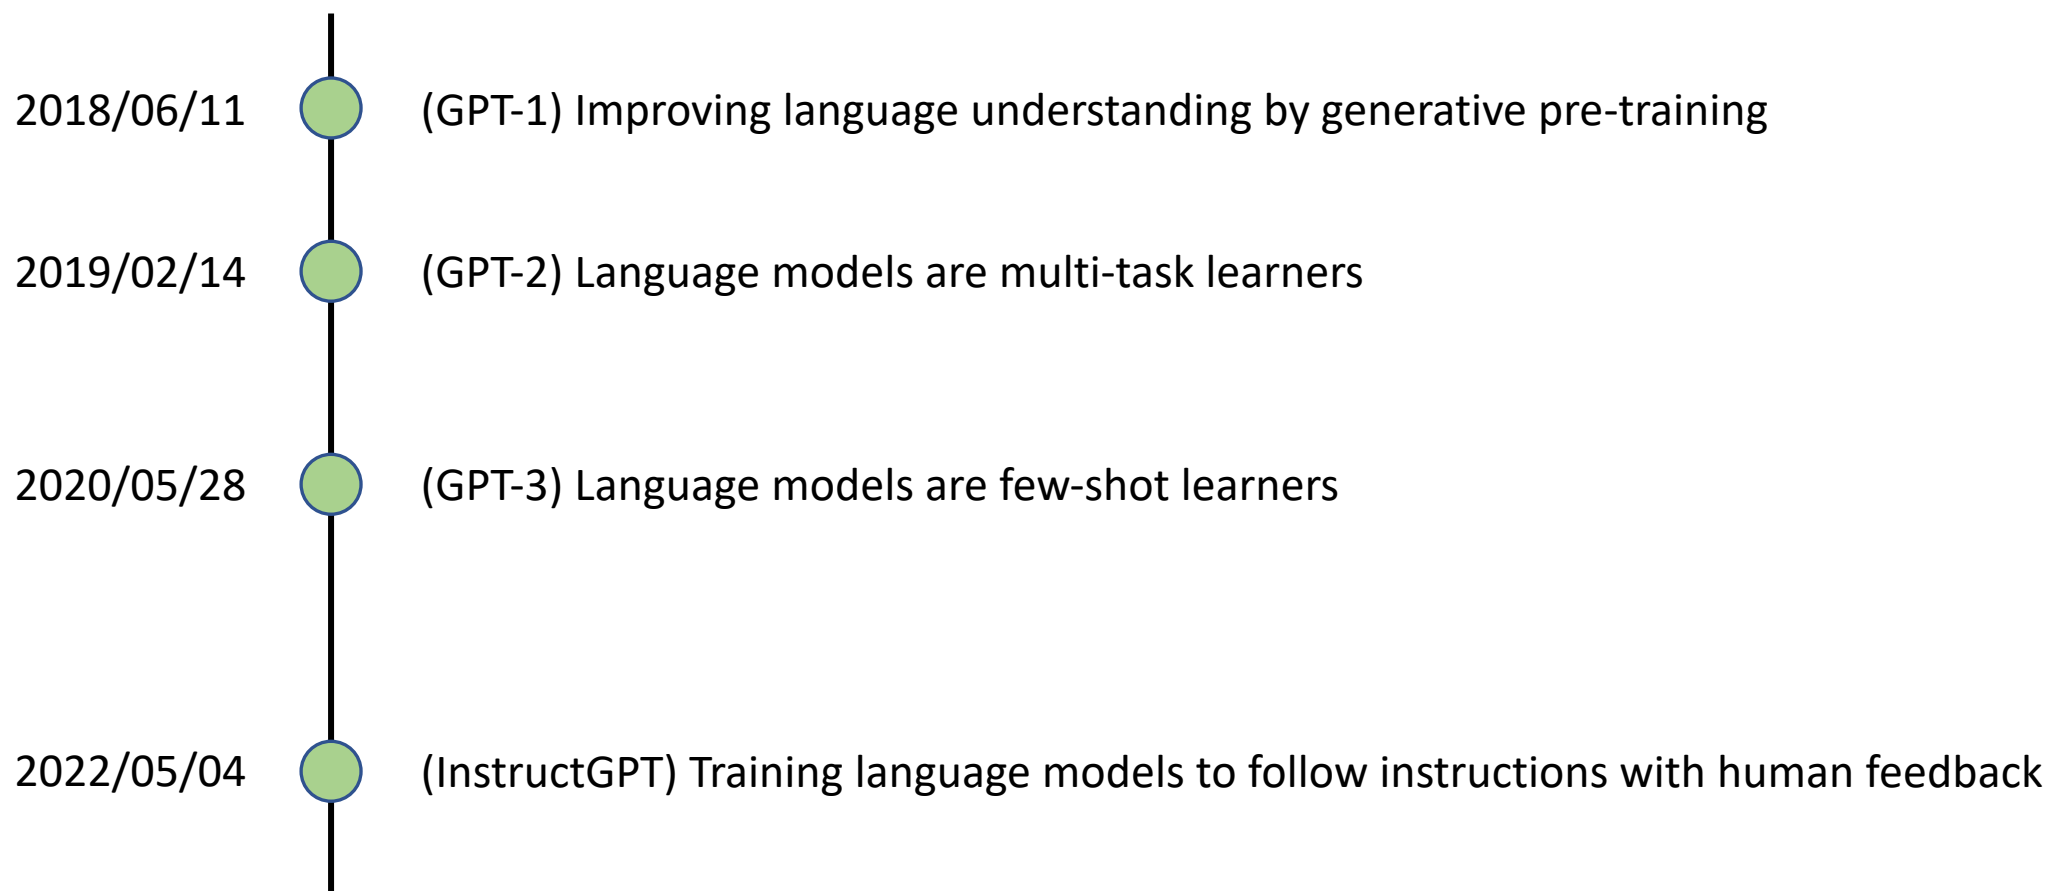 2018/06/11 (GPT-1) Improving language understanding by generative pre-training
2019/02/14 (GPT-2) Language models are multi-task learners
2020/05/28 (GPT-3) Language models are few-shot learners
2022/05/04 (InstructGPT) Training language models to follow instructions with human feedback